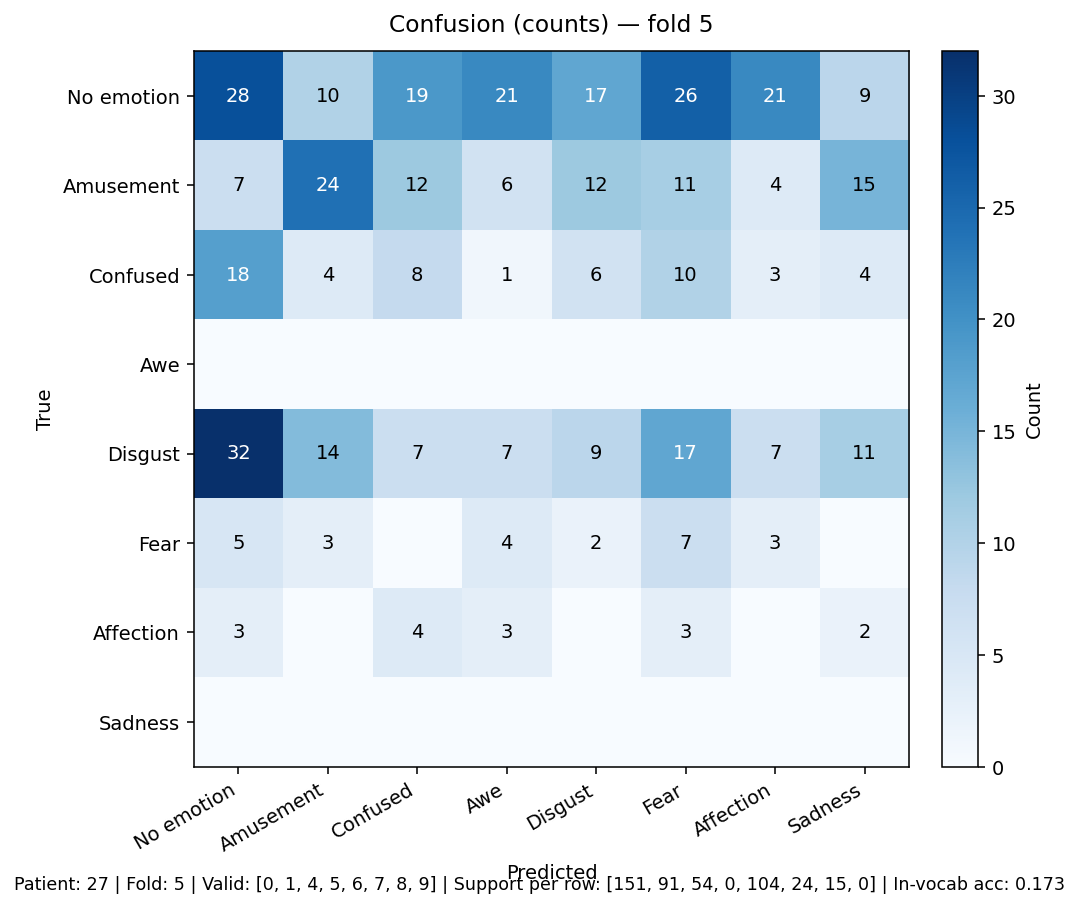 Confusion (counts) — fold 5
No emotion 28 10 19 21 17 26 21 9
Amusement 7 24 12 6 12 11 4 15
Confused 18 4 8 1 6 10 3 4
Awe
Disgust 32 14 7 7 9 17 7 11
Fear 5 3 4 2 7 3
Affection 3 4 3 3 2
Sadness
True
No emotion Amusement Confused Awe Disgust Fear Affection Sadness
Predicted
30
25
20
15
10
5
0
Count
Patient: 27 | Fold: 5 | Valid: [0, 1, 4, 5, 6, 7, 8, 9] | Support per row: [151, 91, 54, 0, 104, 24, 15, 0] | In-vocab acc: 0.173